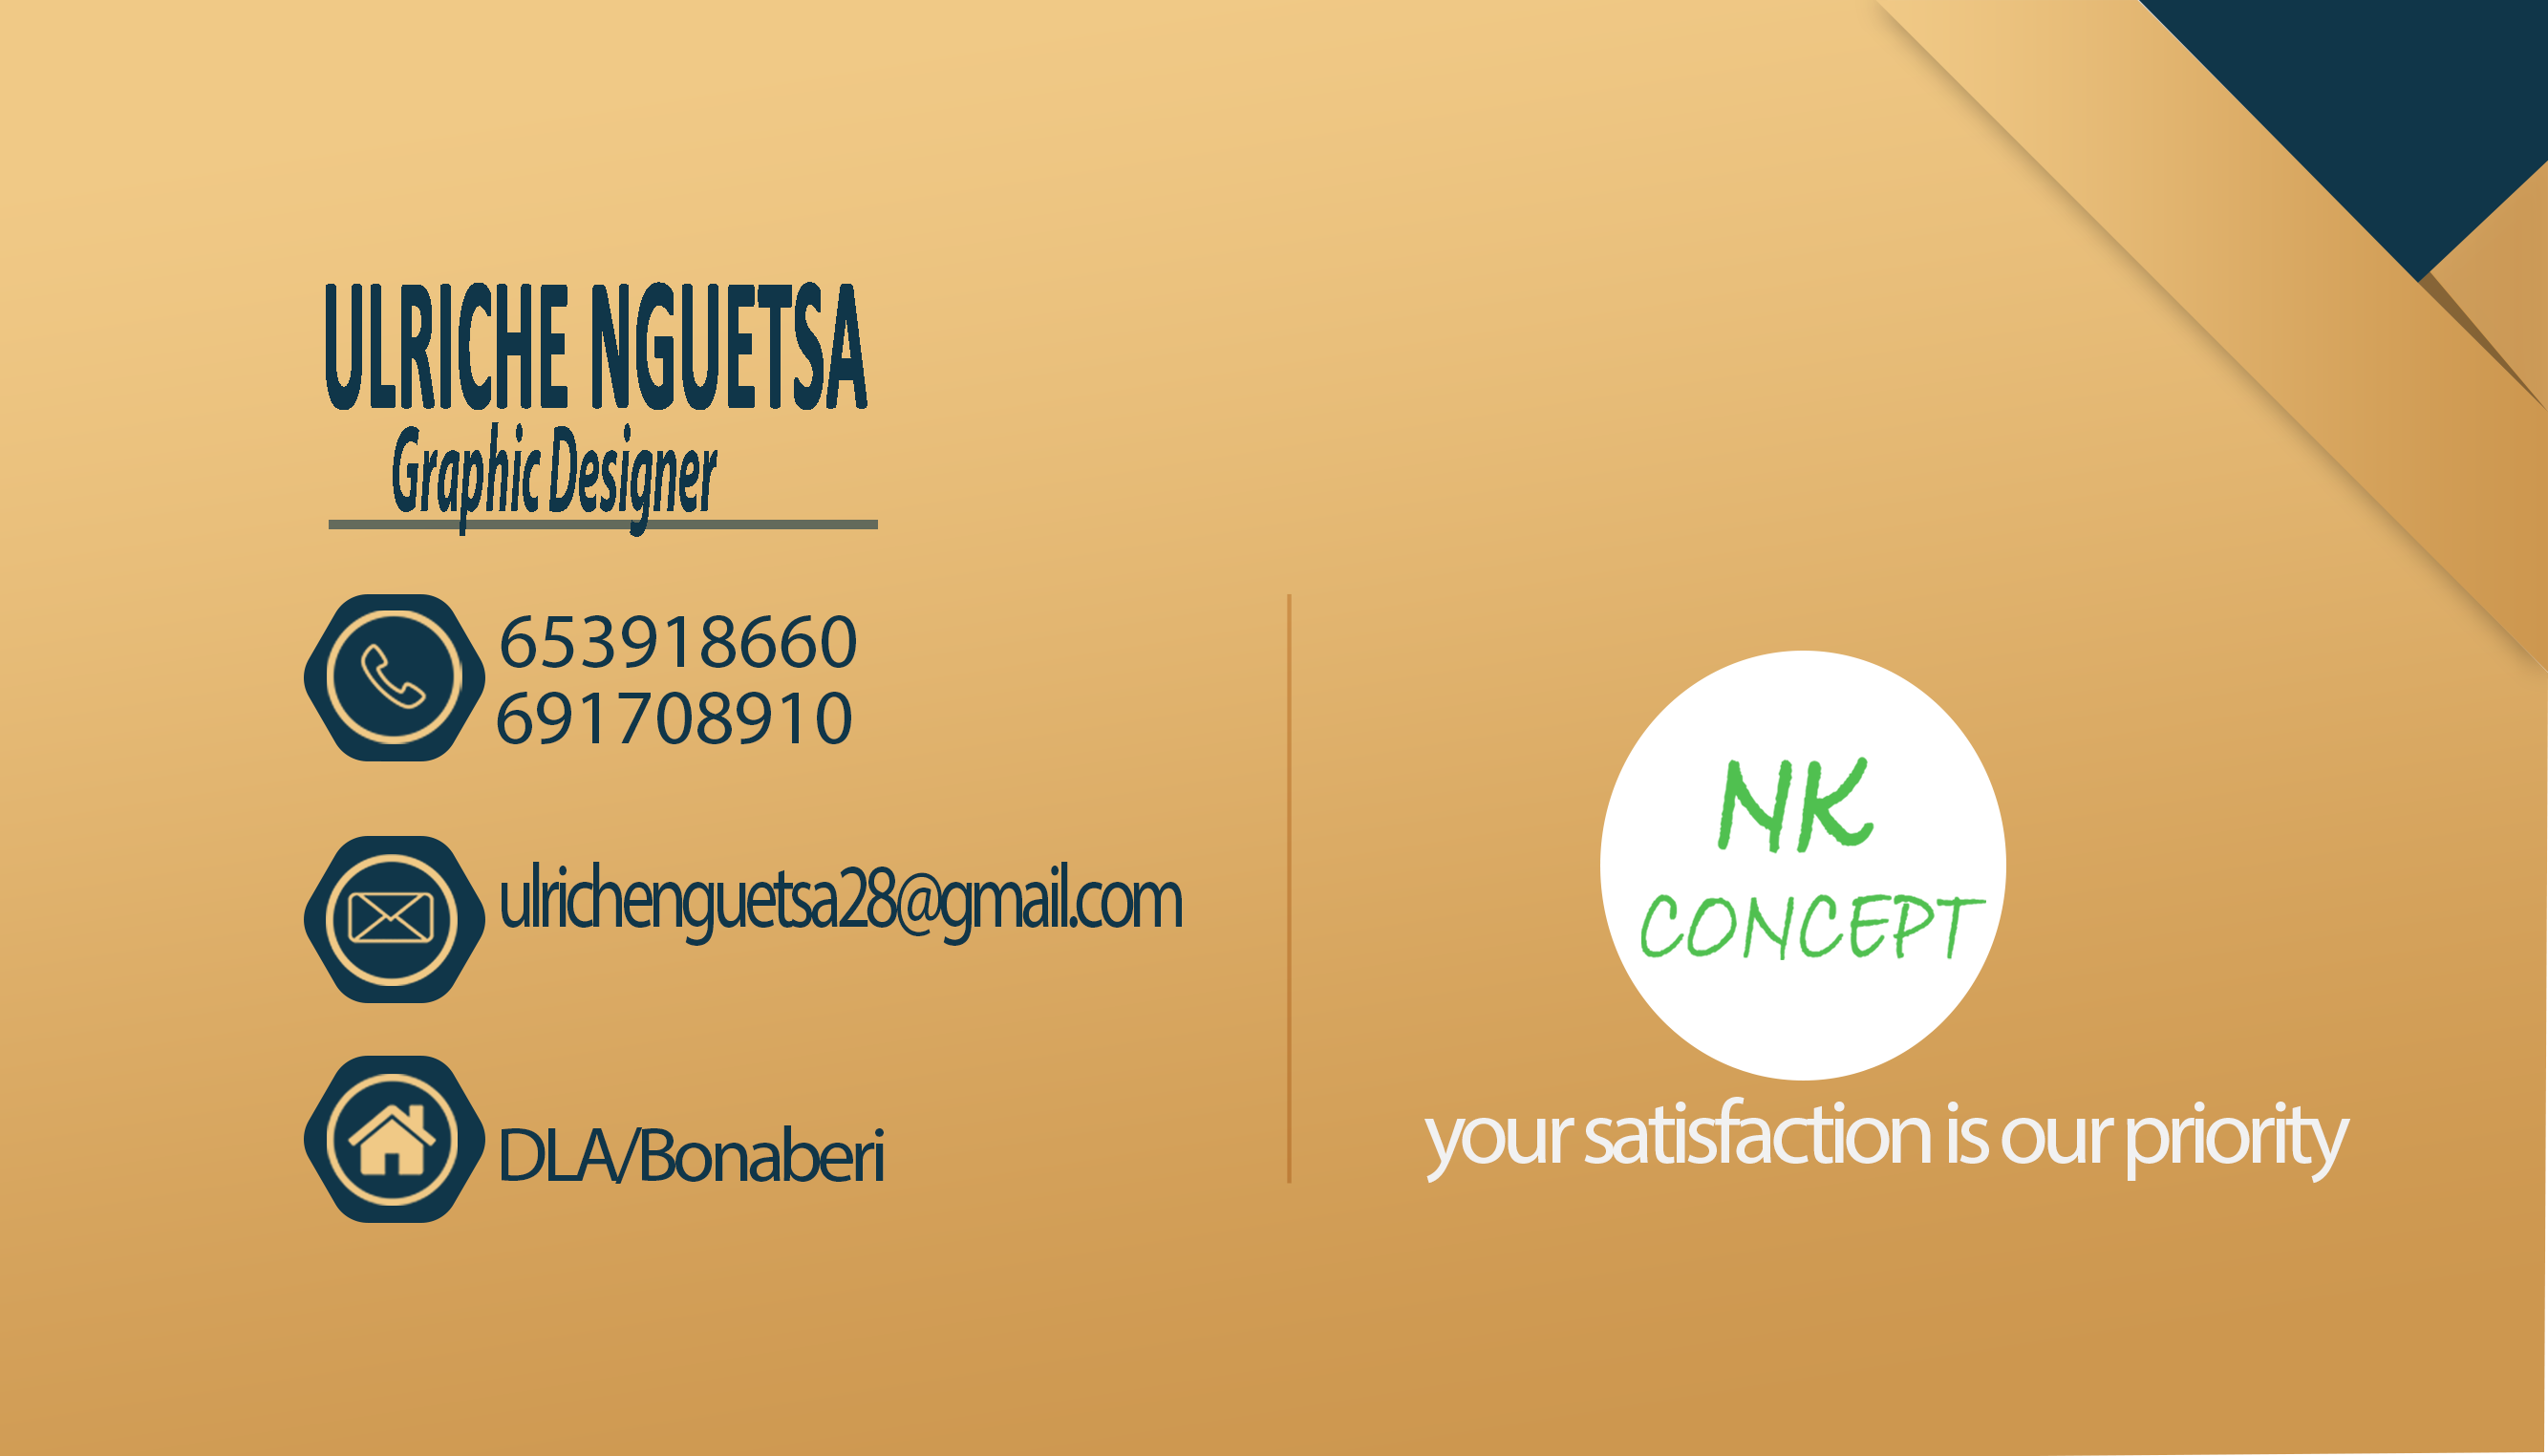 ULRICHE NGUETSA
Graphic Designer
653918660
691708910
ulrichenguetsa28@gmail.com
DLA/Bonaberi
NK
CONCEPT
your satisfaction is our priority